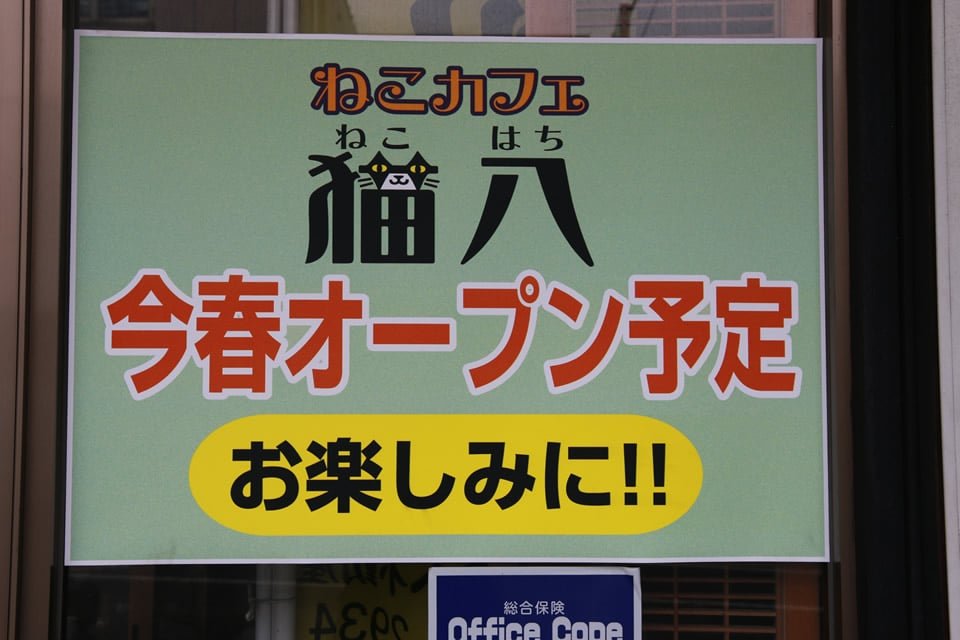 ねこカフェ
ねこ はち
猫八
今春オープン予定
お楽しみに!!
総合保険
Office Cope
934